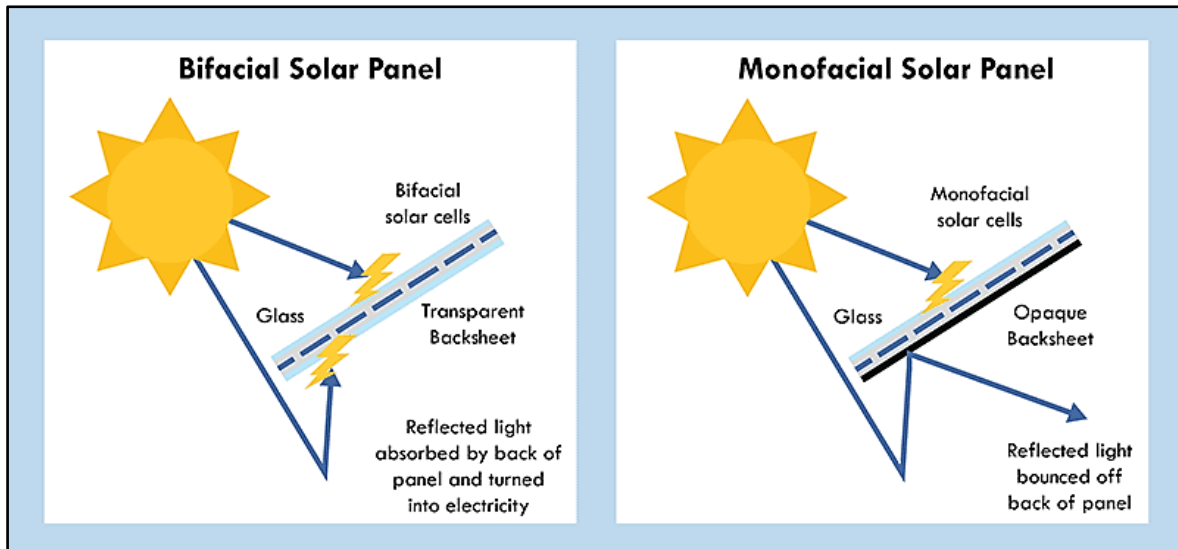 Bifacial Solar Panel
Bifacial
solar cells
Glass
Transparent
Backsheet
Reflected light
absorbed by back of
panel and turned
into electricity
Monofacial Solar Panel
Monofacial
solar cells
Glass
Opaque
Backsheet
Reflected light
bounced off
back of panel